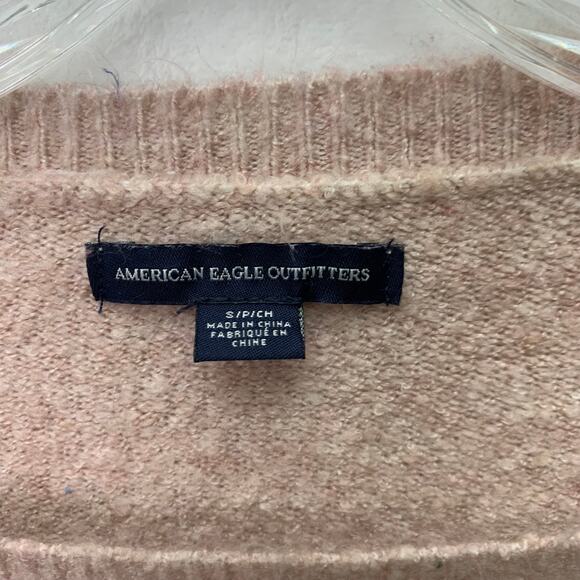 AMERICAN EAGLE OUTFITTERS
S/P/CH
MADE IN CHINA
FABRIQUÉ EN
CHINE